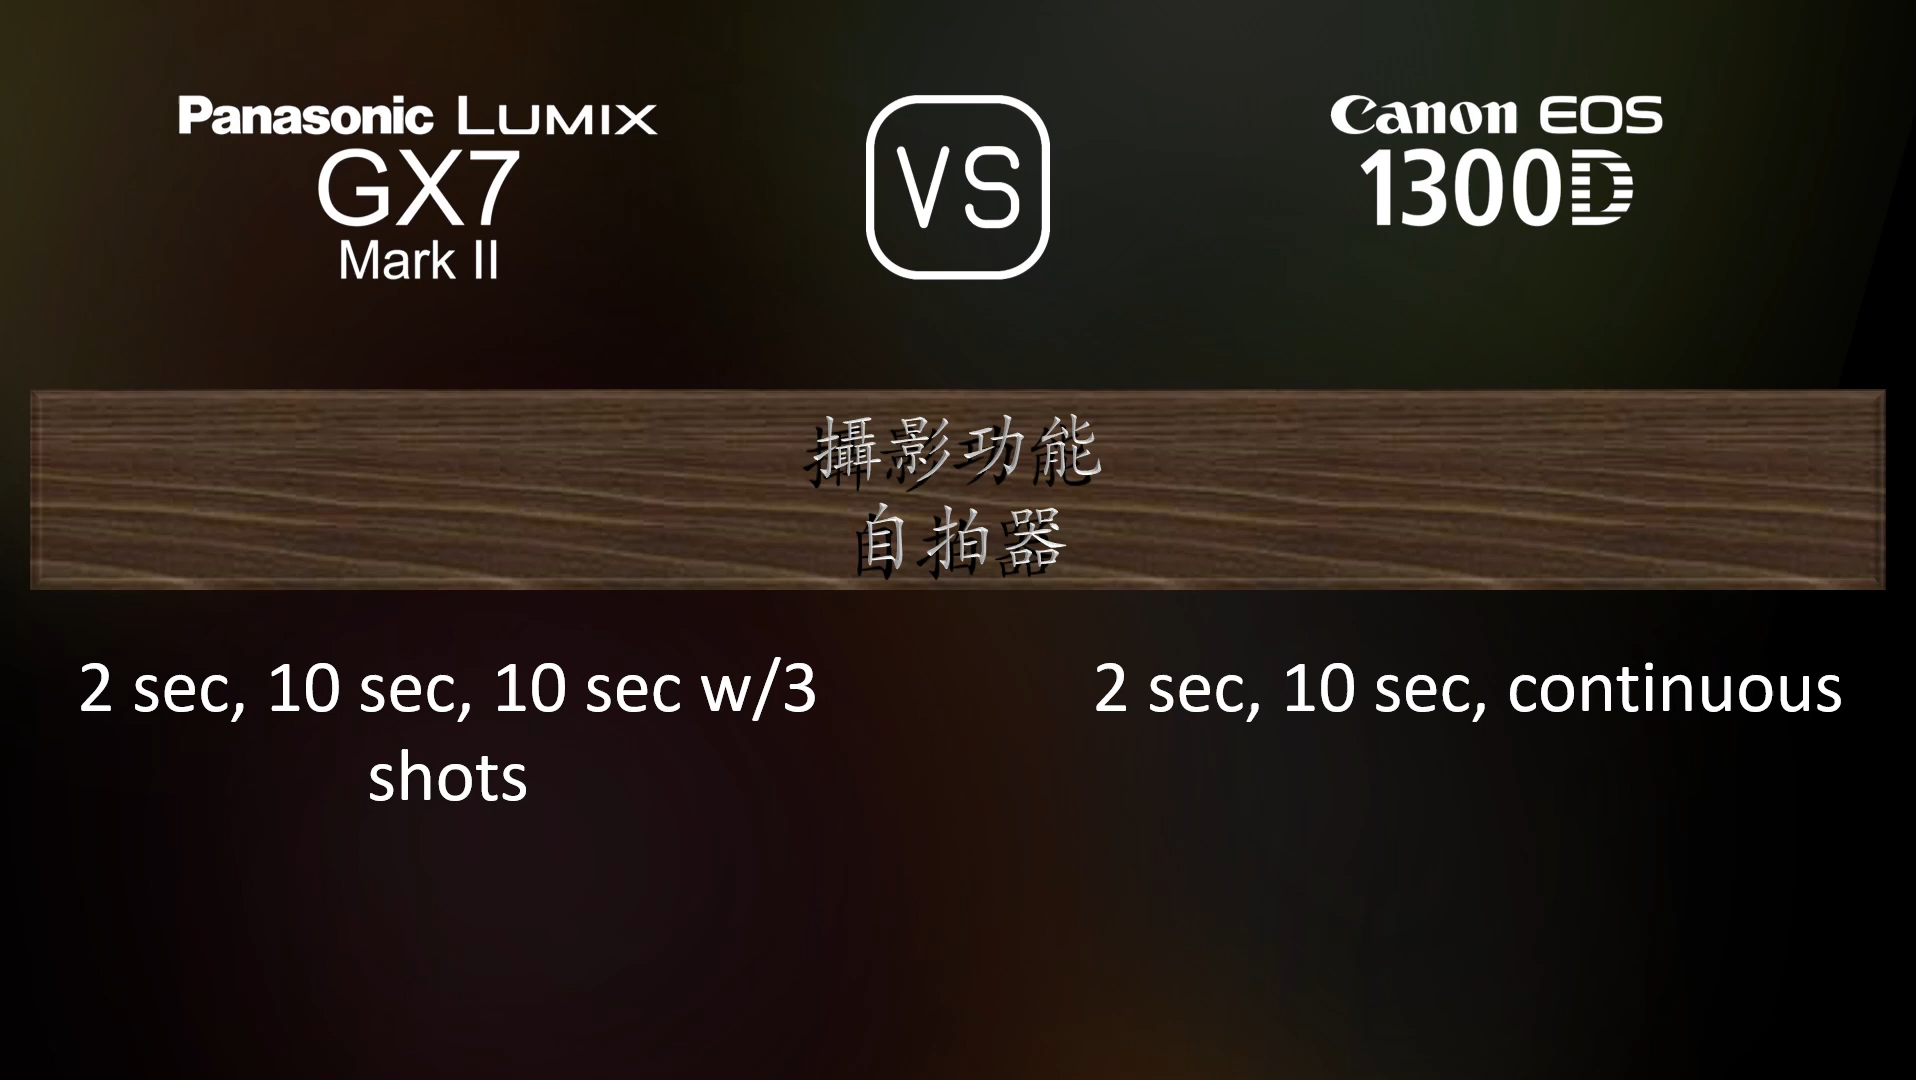 Panasonic LUMIX
GX7
Mark II
VS
Canon EOS
1300D
攝影功能
自拍器
2 sec, 10 sec, 10 sec w/3
shots
2 sec, 10 sec, continuous